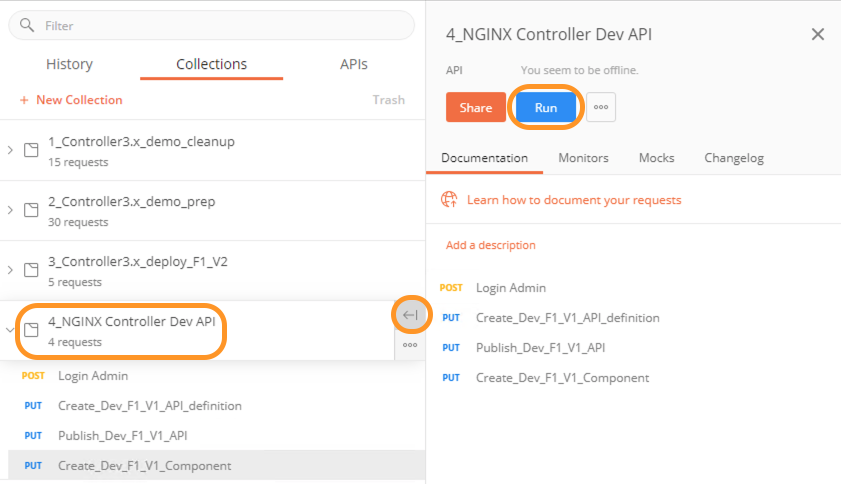 Filter
History
Collections
APIs
+ New Collection
Trash
1_Controller3.x_demo_cleanup
15 requests
2_Controller3.x_demo_prep
30 requests
3_Controller3.x_deploy_F1_V2
5 requests
4_NGINX Controller Dev API
4 requests
POST Login Admin
PUT Create_Dev_F1_V1_API_definition
PUT Publish_Dev_F1_V1_API
PUT Create_Dev_F1_V1_Component
4_NGINX Controller Dev API
API You seem to be offline.
Share
Run
Documentation
Monitors
Mocks
Changelog
Learn how to document your requests
Add a description
POST Login Admin
PUT Create_Dev_F1_V1_API_definition
PUT Publish_Dev_F1_V1_API
PUT Create_Dev_F1_V1_Component